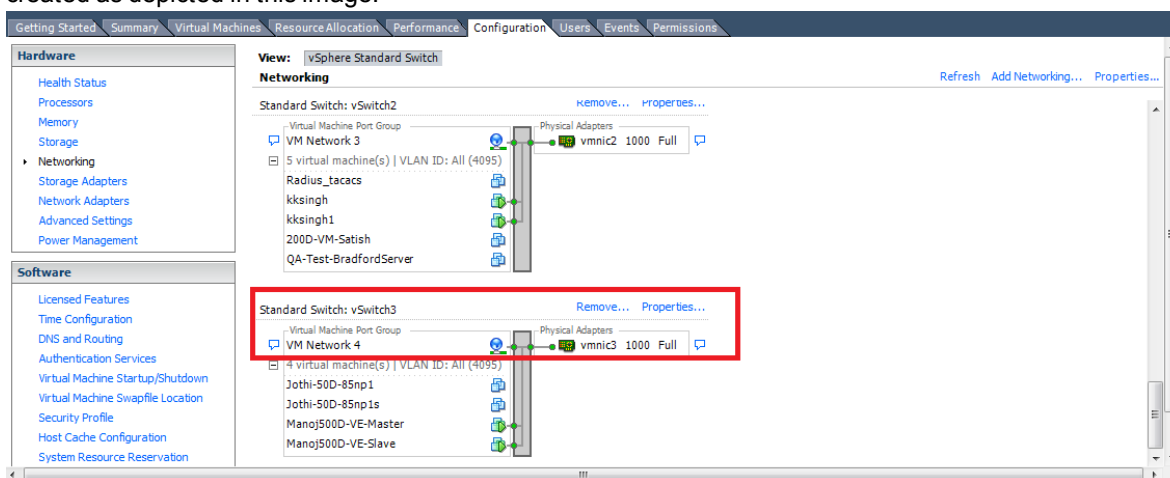 created as depicted in this image:
Getting Started Summary Virtual Machines Resource Allocation Performance Configuration Users Events Permissions
Hardware
Health Status
Processors
Memory
Storage
Networking
Storage Adapters
Network Adapters
Advanced Settings
Power Management
Software
Licensed Features
Time Configuration
DNS and Routing
Authentication Services
Virtual Machine Startup/Shutdown
Virtual Machine Swapfile Location
Security Profile
Host Cache Configuration
System Resource Reservation
View: vSphere Standard Switch
Networking Refresh Add Networking... Properties...
Standard Switch: vSwitch2 Remove... Properties...
Virtual Machine Port Group Physical Adapters
VM Network 3 vmnic2 1000 Full
5 virtual machine(s) | VLAN ID: All (4095)
Radius_tacacs
kksingh
kksingh1
200D-VM-Satish
QA-Test-BradfordServer
Standard Switch: vSwitch3 Remove... Properties...
Virtual Machine Port Group Physical Adapters
VM Network 4 vmnic3 1000 Full
4 virtual machine(s) | VLAN ID: All (4095)
Jothi-50D-85np1
Jothi-50D-85np1s
Manoj500D-VE-Master
Manoj500D-VE-Slave